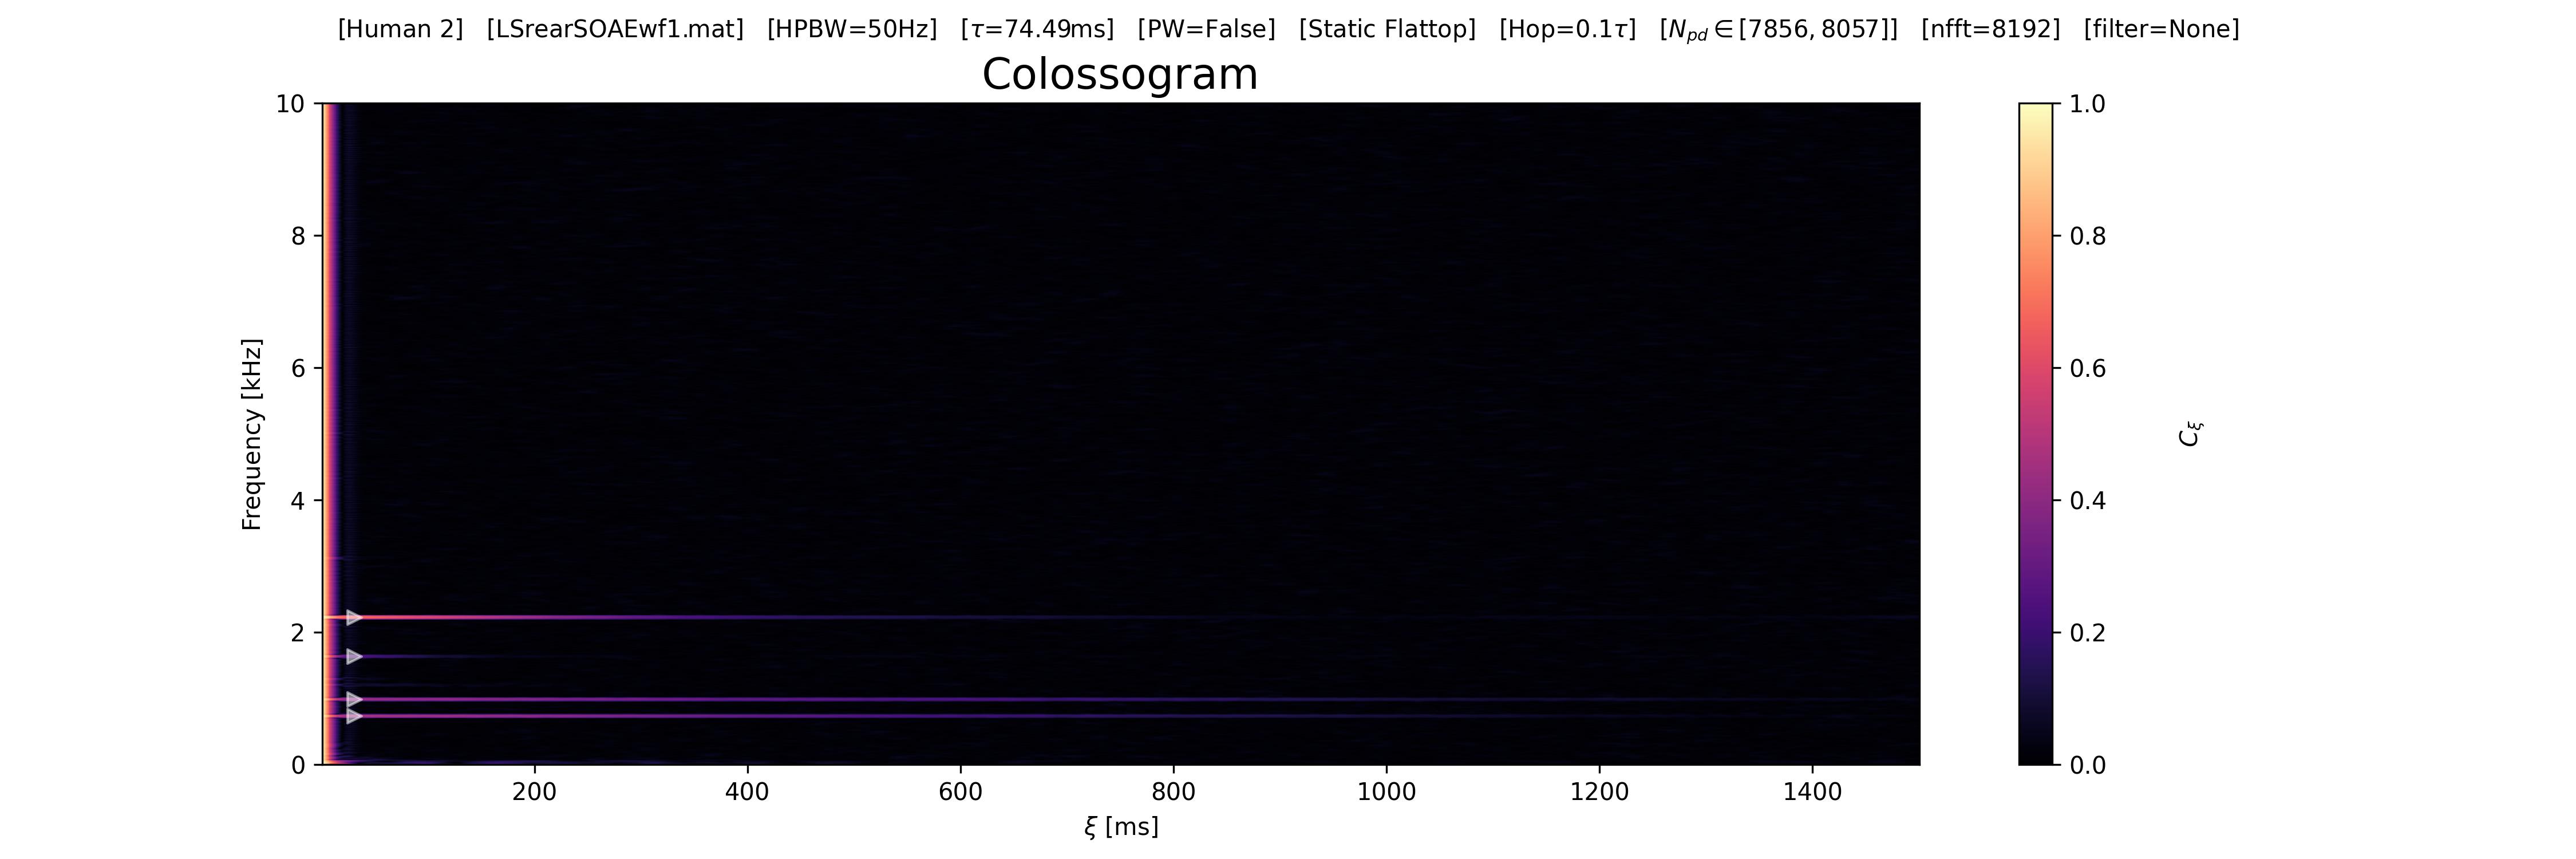 [Human 2] [LSrearSOAEwf1.mat] [HPBW=50Hz] [τ=74.49ms] [PW=False] [Static Flattop] [Hop=0.1τ] [N_pd ∈ [7856, 8057]] [nfft=8192] [filter=None]
Colossogram
10
8
6
4
2
0
Frequency [kHz]
200 400 600 800 1000 1200 1400
ξ [ms]
1.0
0.8
0.6
0.4
0.2
0.0
C_ξ